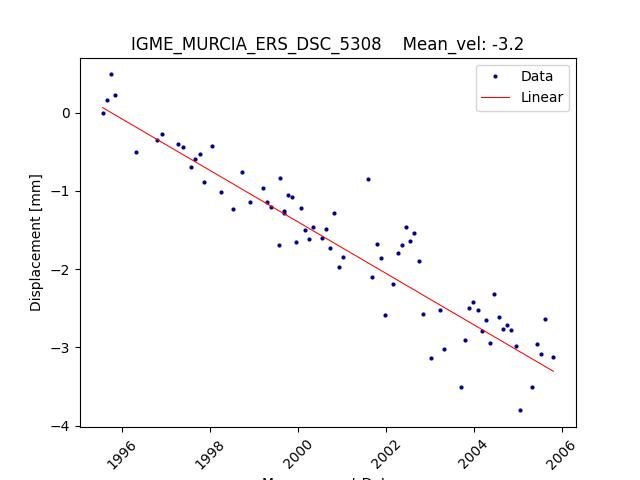 IGME_MURCIA_ERS_DSC_5308 Mean_vel: -3.2
Data
Linear
Displacement [mm]
0
−1
−2
−3
−4
1996
1998
2000
2002
2004
2006